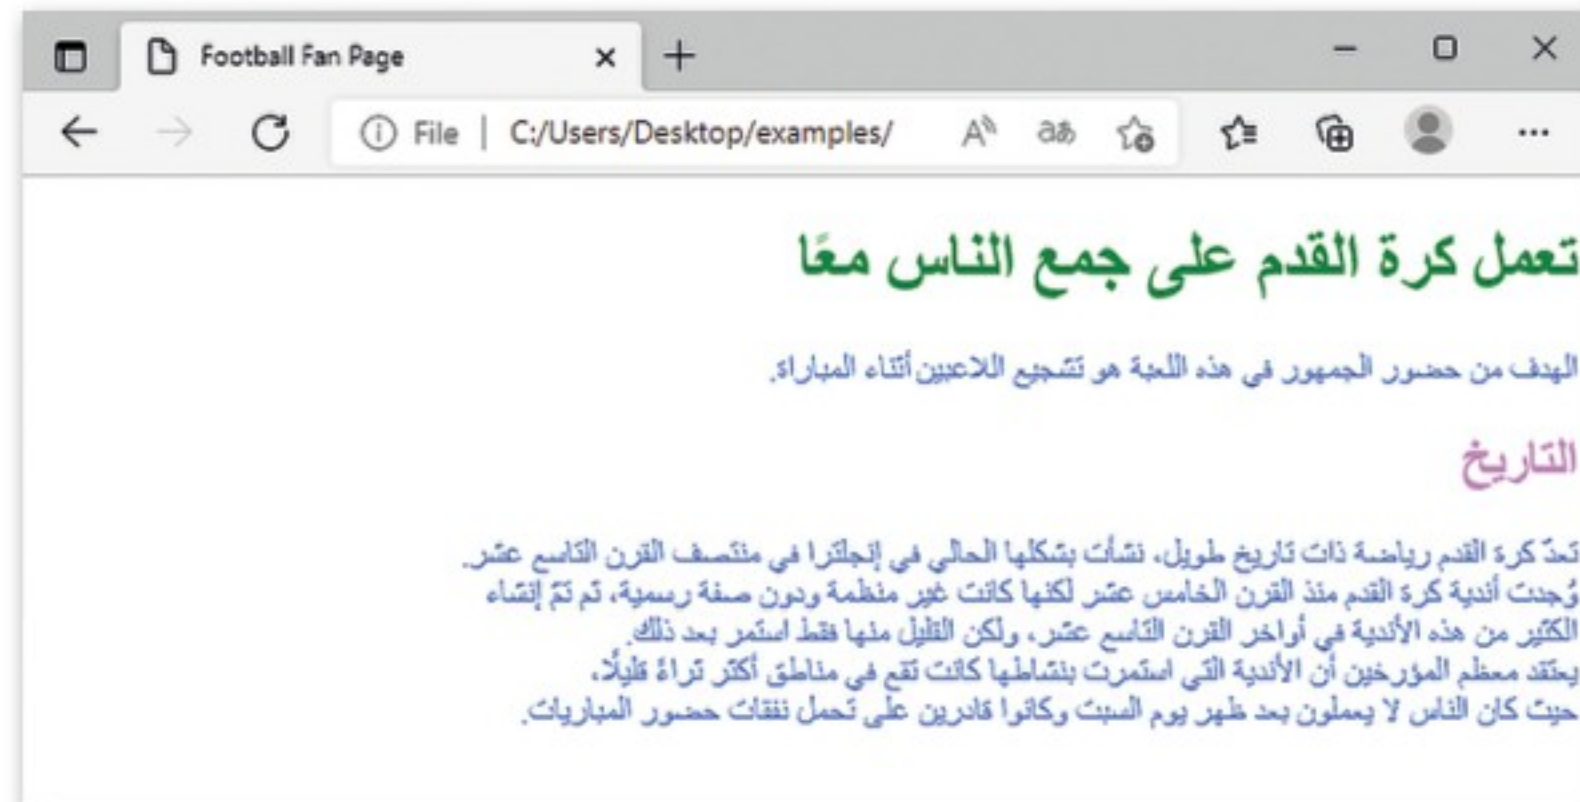 Football Fan Page
File | C:/Users/Desktop/examples/
تعمل كرة القدم على جمع الناس معًا
الهدف من حضور الجمهور في هذه اللعبة هو تشجيع اللاعبين أثناء المباراة.
التاريخ
تعدّ كرة القدم رياضة ذات تاريخ طويل، نشأت بشكلها الحالي في إنجلترا في منتصف القرن التاسع عشر.
وُجدت أندية كرة القدم منذ القرن الخامس عشر لكنها كانت غير منظمة ودون صفة رسمية، ثم تمّ إنشاء
الكثير من هذه الأندية في أواخر القرن التاسع عشر، ولكن القليل منها فقط استمر بعد ذلك.
يعتقد معظم المؤرخين أن الأندية التي استمرت بنشاطها كانت تقع في مناطق أكثر ثراءً قليلًا،
حيث كان الناس لا يعملون بعد ظهر يوم السبت وكانوا قادرين على تحمل نفقات حضور المباريات.